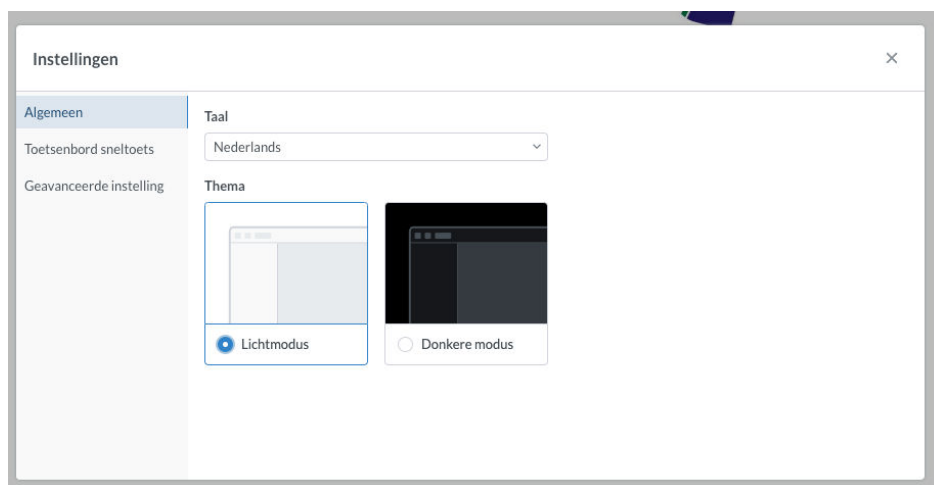 Instellingen
Algemeen
Toetsenbord sneltoets
Geavanceerde instelling
Taal
Nederlands
Thema
Lichtmodus
Donkere modus